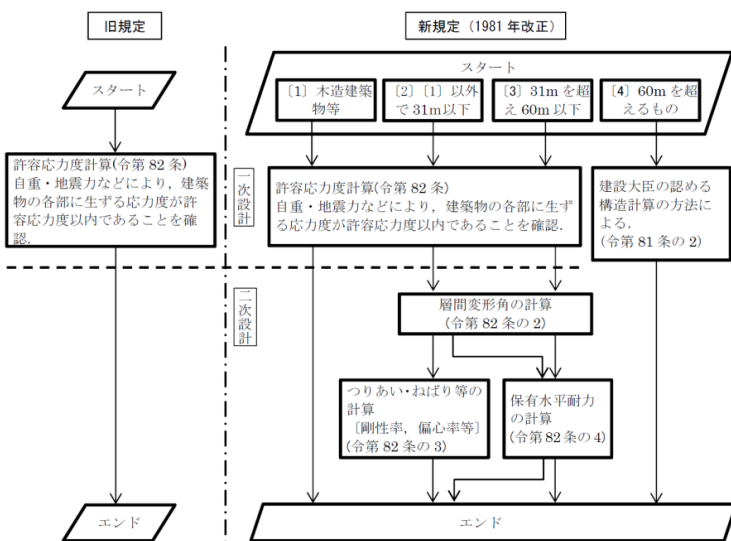 旧規定
新規定（1981 年改正）
スタート
許容応力度計算(令第 82 条)
自重・地震力などにより，建築
物の各部に生ずる応力度が許
容応力度以内であることを確
認．
エンド
スタート
〔1〕木造建築
物等
〔2〕〔1〕以外
で 31m以下
〔3〕31m を超
え 60m 以下
〔4〕60m を超
えるもの
一次設計
許容応力度計算(令第 82 条)
自重・地震力などにより，建築物の各部に生ず
る応力度が許容応力度以内であることを確認．
建設大臣の認める
構造計算の方法に
よる．
(令第 81 条の 2)
二次設計
層間変形角の計算
(令第 82 条の 2)
つりあい・ねばり等の
計算
〔剛性率，偏心率等〕
(令第 82 条の 3)
保有水平耐力
の計算
(令第 82 条の 4)
エンド